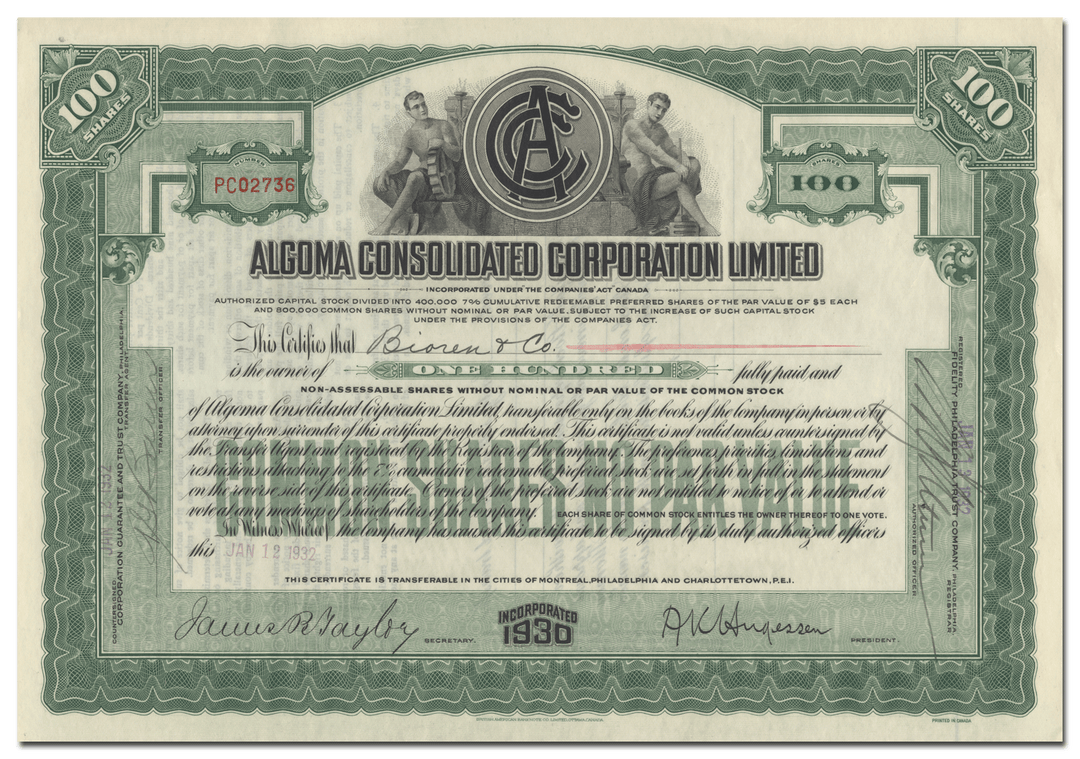 100 SHARES
100 SHARES
NUMBER
PC02736
SHARES
100
ACC
ALGOMA CONSOLIDATED CORPORATION LIMITED
INCORPORATED UNDER THE COMPANIES' ACT CANADA
AUTHORIZED CAPITAL STOCK DIVIDED INTO 400,000 7% CUMULATIVE REDEEMABLE PREFERRED SHARES OF THE PAR VALUE OF $5 EACH
AND 800,000 COMMON SHARES WITHOUT NOMINAL OR PAR VALUE, SUBJECT TO THE INCREASE OF SUCH CAPITAL STOCK
UNDER THE PROVISIONS OF THE COMPANIES ACT.
This Certifies that Bioren & Co.
is the owner of ONE HUNDRED fully paid and
NON-ASSESSABLE SHARES WITHOUT NOMINAL OR PAR VALUE OF THE COMMON STOCK
of Algoma Consolidated Corporation Limited, transferable only on the books of the company in person or by
attorney upon surrender of this certificate properly endorsed. This certificate is not valid unless countersigned by
the Transfer Agent and registered by the Registrar of the Company. The preferences, priorities, limitations and
restrictions attaching to the 7% cumulative redeemable preferred stock are set forth in full in the statement
on the reverse side of this certificate. Owners of the preferred stock are not entitled to notice of or to attend or
vote at any meetings of shareholders of the company. EACH SHARE OF COMMON STOCK ENTITLES THE OWNER THEREOF TO ONE VOTE.
In Witness Whereof, the company has caused this certificate to be signed by its duly authorized officers
this JAN 12 1932
THIS CERTIFICATE IS TRANSFERABLE IN THE CITIES OF MONTREAL, PHILADELPHIA AND CHARLOTTETOWN, P.E.I.
James R Taylor SECRETARY.
INCORPORATED
1930
PRESIDENT.
COUNTERSIGNED
CORPORATION GUARANTEE AND TRUST COMPANY, PHILADELPHIA,
TRANSFER AGENT
TRANSFER OFFICER
REGISTERED
FIDELITY-PHILADELPHIA TRUST COMPANY, PHILADELPHIA
REGISTRAR
AUTHORIZED OFFICER
BRITISH AMERICAN BANK NOTE CO. LIMITED, OTTAWA, CANADA.
PRINTED IN CANADA